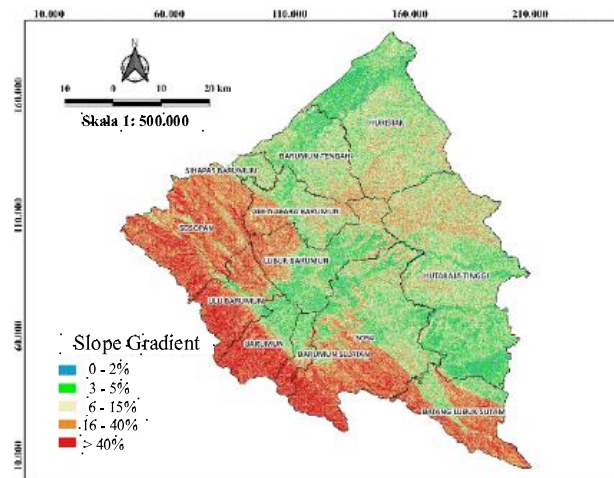 10.000 60.000 110.000 160.000 210.000
N
10 0 10 20 km
Skala 1: 500.000
160.000
110.000
60.000
10.000
HURISTAK
BARUMUN TENGAH
SIHAPAS BARUMUN
SOSOPAN
LUBUK BARUMUN
HUTARAJA TINGGI
ULU BARUMUN
BARUMUN
SOSA
BARUMUN SELATAN
BATANG LUBUK SUTAM
Slope Gradient
0 - 2%
3 - 5%
6 - 15%
16 - 40%
> 40%